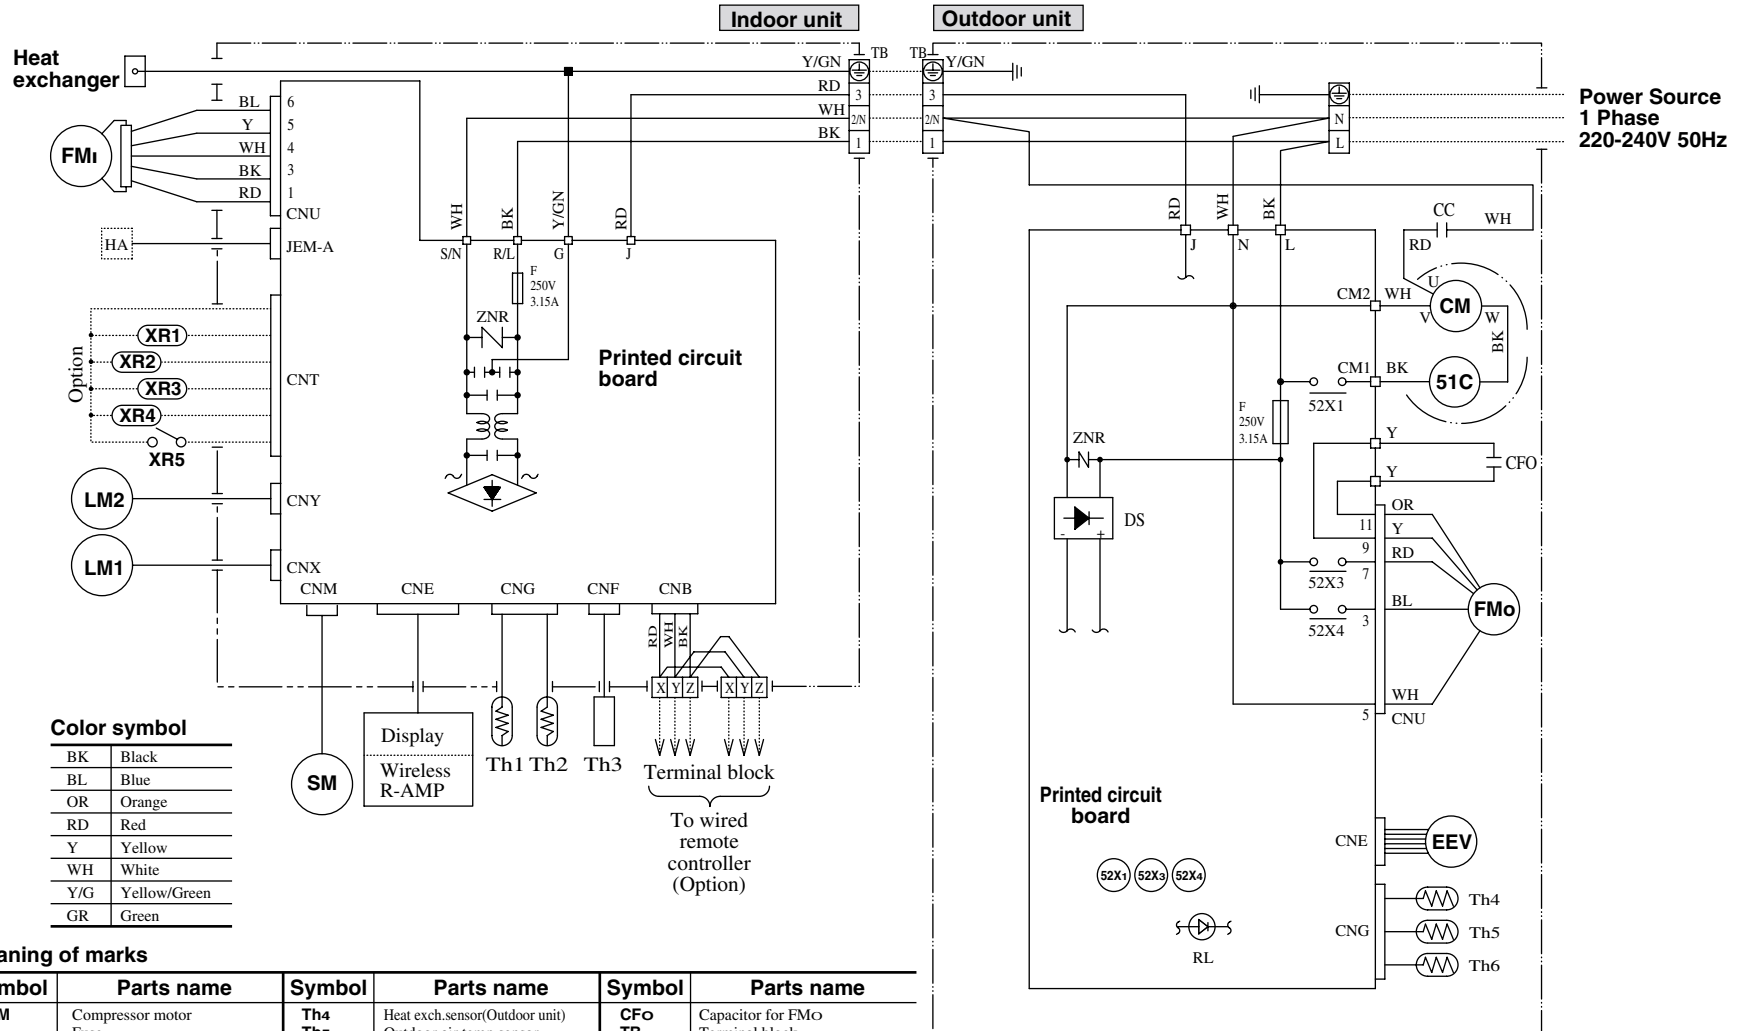 Indoor unit
Outdoor unit
Heat
exchanger
TB
TB
Y/GN
Y/GN
RD
3
3
WH
2/N
2/N
N
BK
1
1
L
Power Source
1 Phase
220-240V 50Hz
FMI
BL
6
Y
5
WH
4
BK
3
RD
1
CNU
HA
JEM-A
WH
BK
Y/GN
RD
S/N
R/L
G
J
F
250V
3.15A
ZNR
Printed circuit
board
Option
XR1
XR2
XR3
XR4
XR5
CNT
LM2
CNY
LM1
CNX
CNM
CNE
CNG
CNF
CNB
RD
WH
BK
X Y Z
X Y Z
SM
Display
Wireless
R-AMP
Th1
Th2
Th3
Terminal block
To wired
remote
controller
(Option)
RD
WH
BK
J
N
L
CC
WH
RD
U
CM2
WH
V
CM
W
BK
CM1
BK
51C
52X1
F
250V
3.15A
ZNR
DS
-
+
Y
CFO
Y
OR
11
Y
9
RD
52X3
7
BL
FMo
52X4
3
WH
5
CNU
Printed circuit
board
52X1
52X3
52X4
RL
CNE
EEV
CNG
Th4
Th5
Th6
Color symbol
BK Black
BL Blue
OR Orange
RD Red
Y Yellow
WH White
Y/G Yellow/Green
GR Green
aning of marks
mbol Parts name Symbol Parts name Symbol Parts name
M Compressor motor Th4 Heat exch.sensor(Outdoor unit) CFO Capacitor for FMO